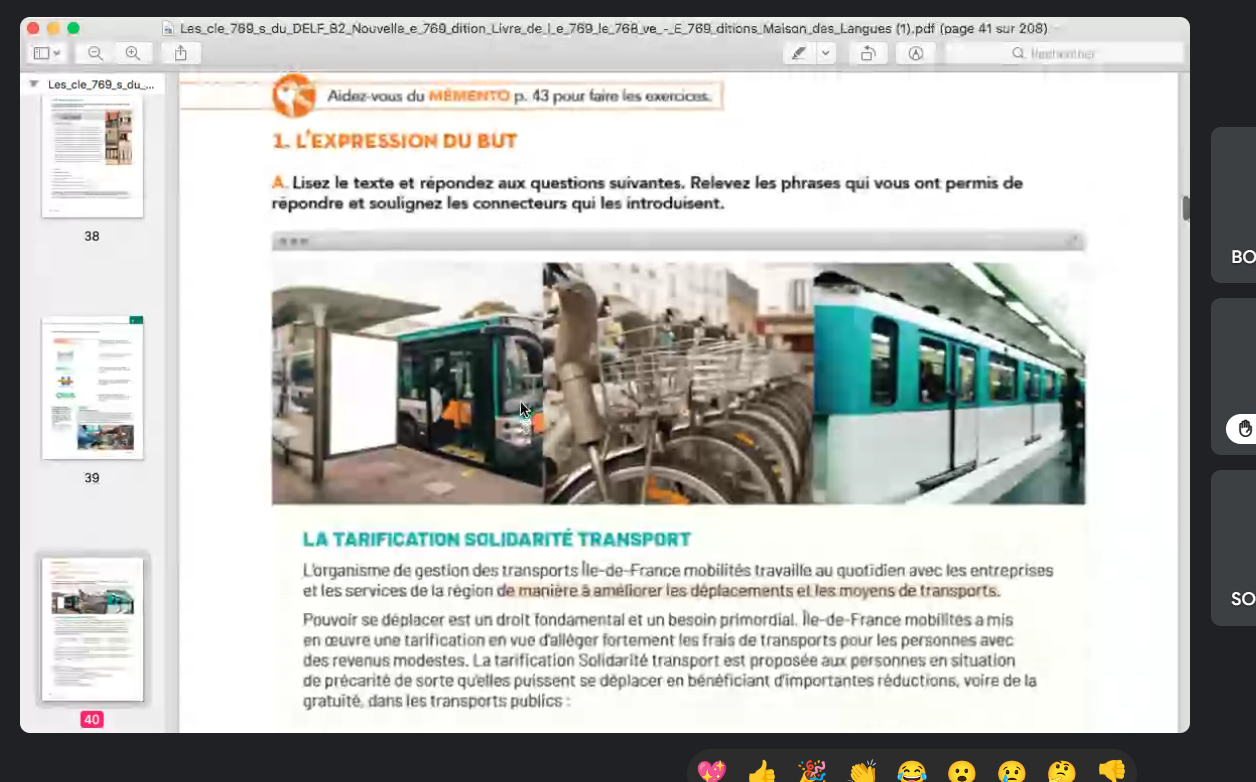 Les_cle_769_s_du_DELF_B2_Nouvelle_e_769_dition_Livre_de_l_e_769_le_768_ve_-_E_769_ditions_Maison_des_Langues (1).pdf (page 41 sur 208)
Rechercher
Les_cle_769_s_du_...
38
39
40
Aidez-vous du MÉMENTO p. 43 pour faire les exercices.
1. L'EXPRESSION DU BUT
A. Lisez le texte et répondez aux questions suivantes. Relevez les phrases qui vous ont permis de
répondre et soulignez les connecteurs qui les introduisent.
LA TARIFICATION SOLIDARITÉ TRANSPORT
L'organisme de gestion des transports Île-de-France mobilités travaille au quotidien avec les entreprises
et les services de la région de manière à améliorer les déplacements et les moyens de transports.
Pouvoir se déplacer est un droit fondamental et un besoin primordial. Île-de-France mobilités a mis
en œuvre une tarification en vue d'alléger fortement les frais de transports pour les personnes avec
des revenus modestes. La tarification Solidarité transport est proposée aux personnes en situation
de précarité de sorte qu'elles puissent se déplacer en bénéficiant d'importantes réductions, voire de la
gratuité, dans les transports publics :
BO
SO